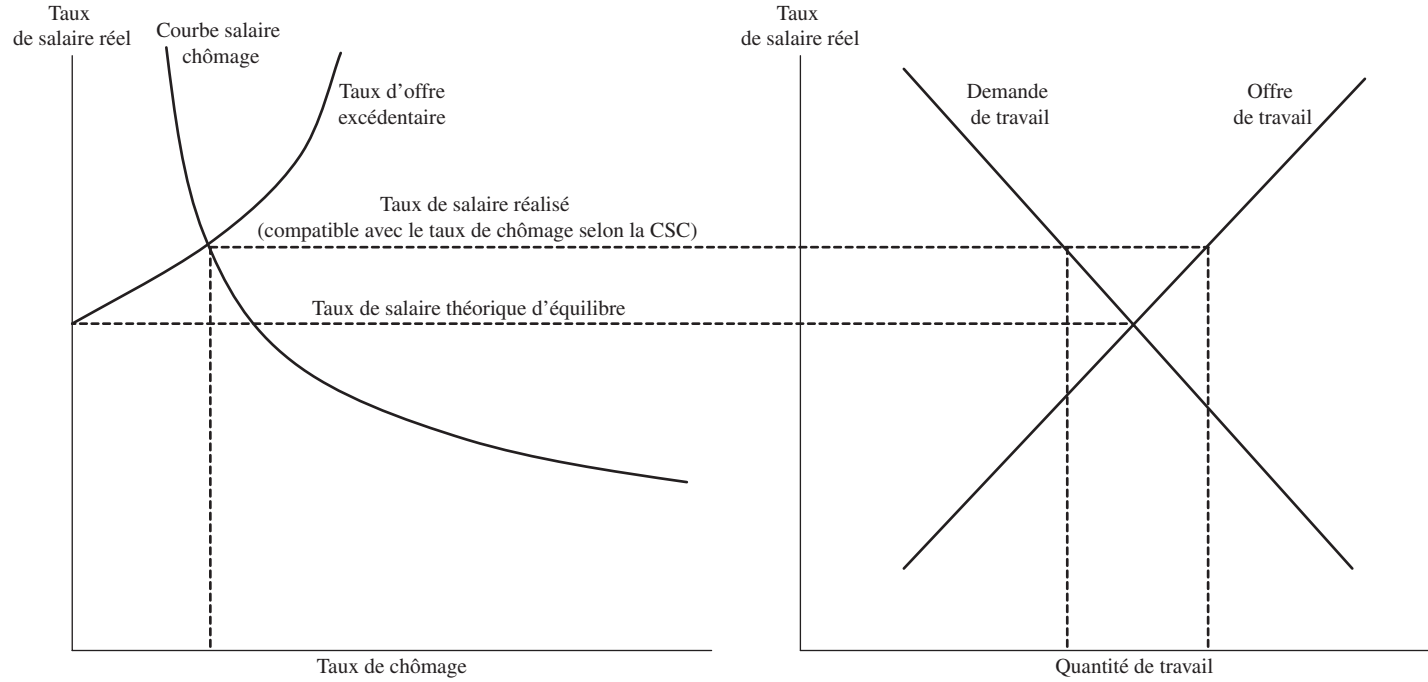 Taux
de salaire réel
Courbe salaire
chômage
Taux d’offre
excédentaire
Taux de salaire réalisé
(compatible avec le taux de chômage selon la CSC)
Taux de salaire théorique d’équilibre
Taux de chômage
Taux
de salaire réel
Demande
de travail
Offre
de travail
Quantité de travail